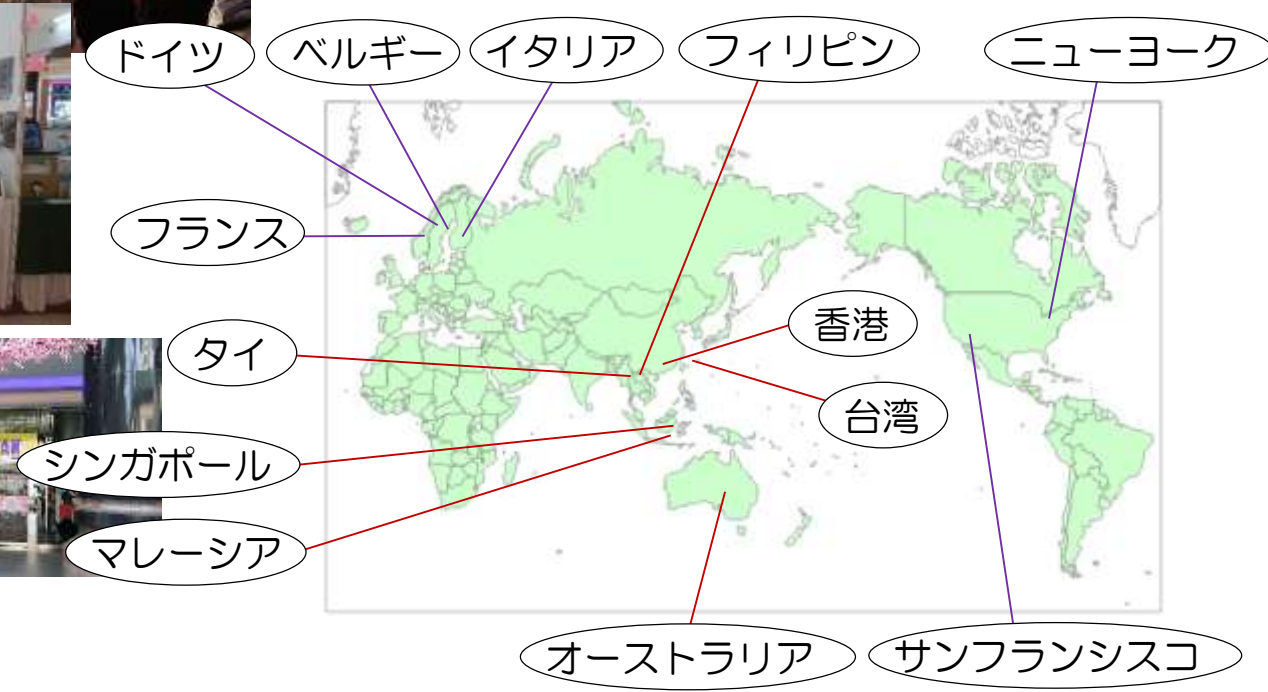 ドイツ
ベルギー
イタリア
フィリピン
ニューヨーク
フランス
香港
タイ
台湾
シンガポール
マレーシア
オーストラリア
サンフランシスコ